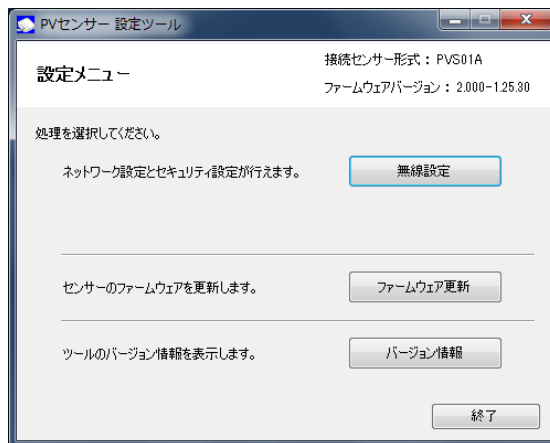 PVセンサー 設定ツール
設定メニュー
接続センサー形式： PVS01A
ファームウェアバージョン： 2.000-1.25.30
処理を選択してください。
ネットワーク設定とセキュリティ設定が行えます。
無線設定
センサーのファームウェアを更新します。
ファームウェア更新
ツールのバージョン情報を表示します。
バージョン情報
終了